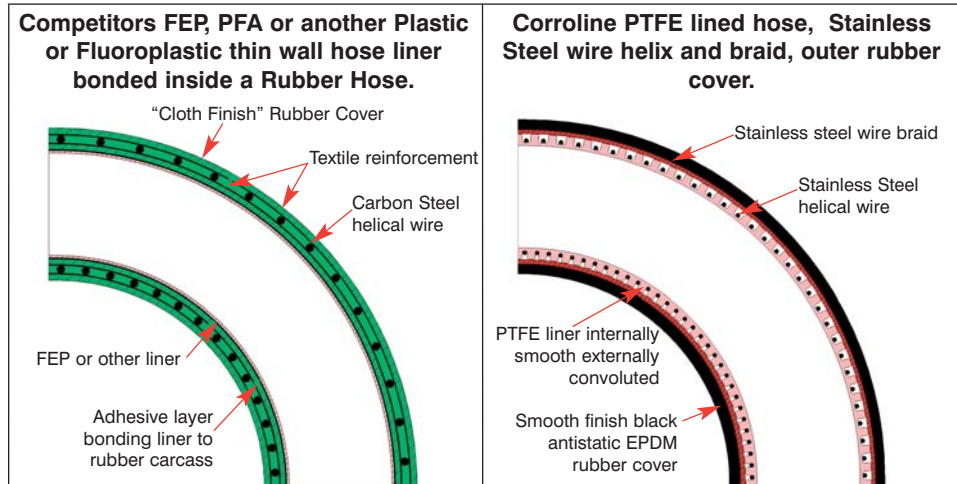 Competitors FEP, PFA or another Plastic
or Fluoroplastic thin wall hose liner
bonded inside a Rubber Hose.
“Cloth Finish” Rubber Cover
Textile reinforcement
Carbon Steel
helical wire
FEP or other liner
Adhesive layer
bonding liner to
rubber carcass
Corroline PTFE lined hose, Stainless
Steel wire helix and braid, outer rubber
cover.
Stainless steel wire braid
Stainless Steel
helical wire
PTFE liner internally
smooth externally
convoluted
Smooth finish black
antistatic EPDM
rubber cover